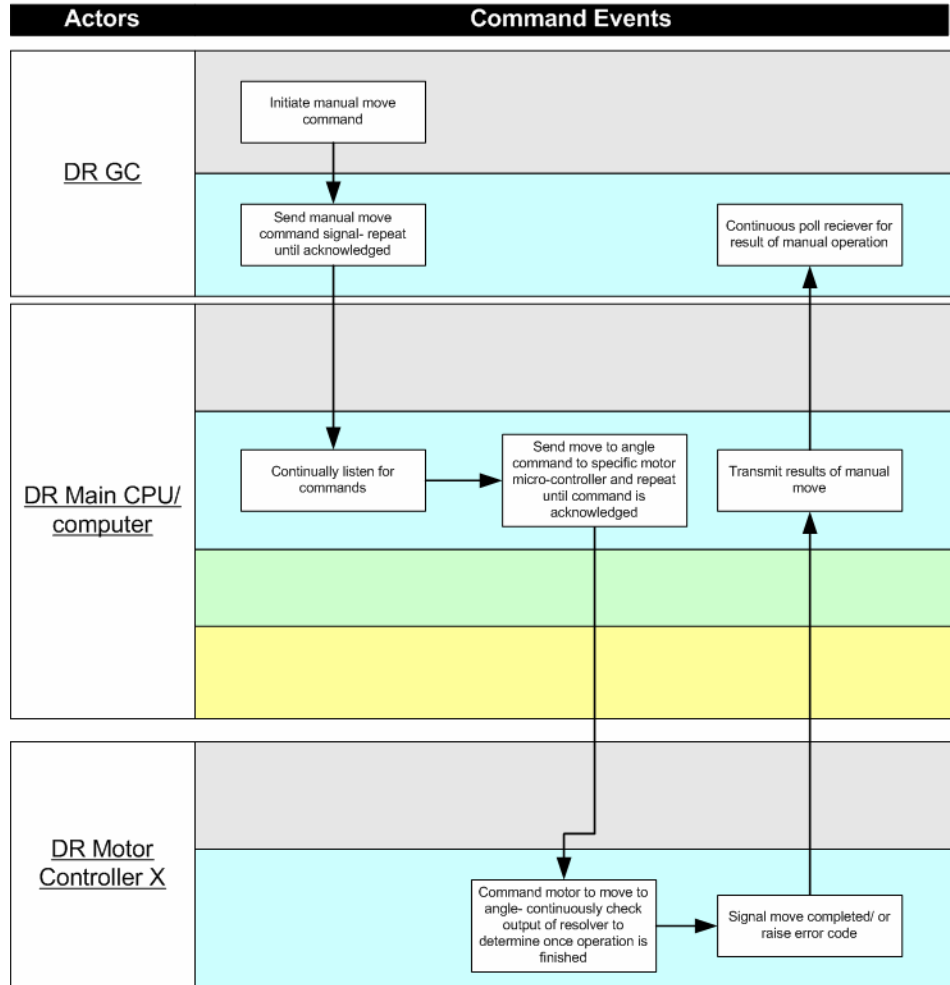 Actors
Command Events
DR GC
Initiate manual move
command
Send manual move
command signal- repeat
until acknowledged
Continuous poll reciever for
result of manual operation
DR Main CPU/
computer
Continually listen for
commands
Send move to angle
command to specific motor
micro-controller and repeat
until command is
acknowledged
Transmit results of manual
move
DR Motor
Controller X
Command motor to move to
angle- continuously check
output of resolver to
determine once operation is
finished
Signal move completed/ or
raise error code